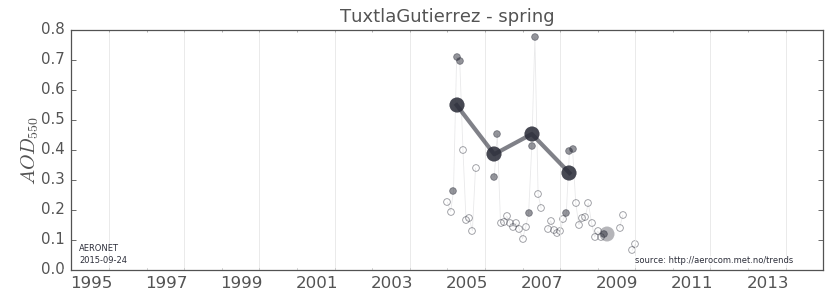 TuxtlaGutierrez - spring
0.8
0.7
0.6
0.5
0.4
0.3
0.2
0.1
0.0
AOD550
AERONET
2015-09-24
source: http://aerocom.met.no/trends
1995 1997 1999 2001 2003 2005 2007 2009 2011 2013